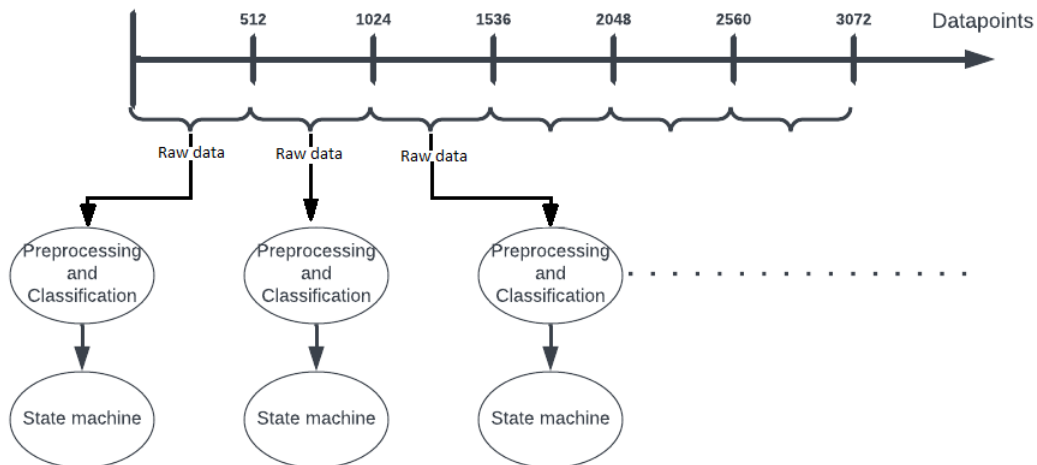 512 1024 1536 2048 2560 3072 Datapoints
Raw data Raw data Raw data
Preprocessing
and
Classification
Preprocessing
and
Classification
Preprocessing
and
Classification
State machine
State machine
State machine